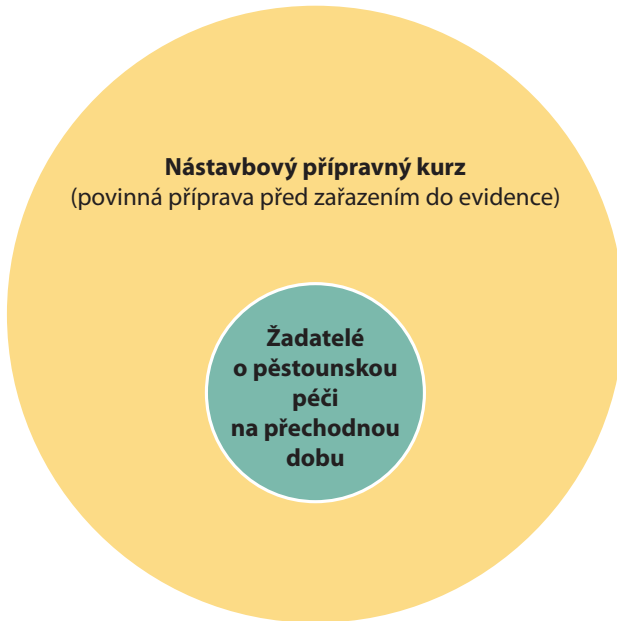 Nástavbový přípravný kurz
(povinná příprava před zařazením do evidence)
Žadatelé
o pěstounskou
péči
na přechodnou
dobu